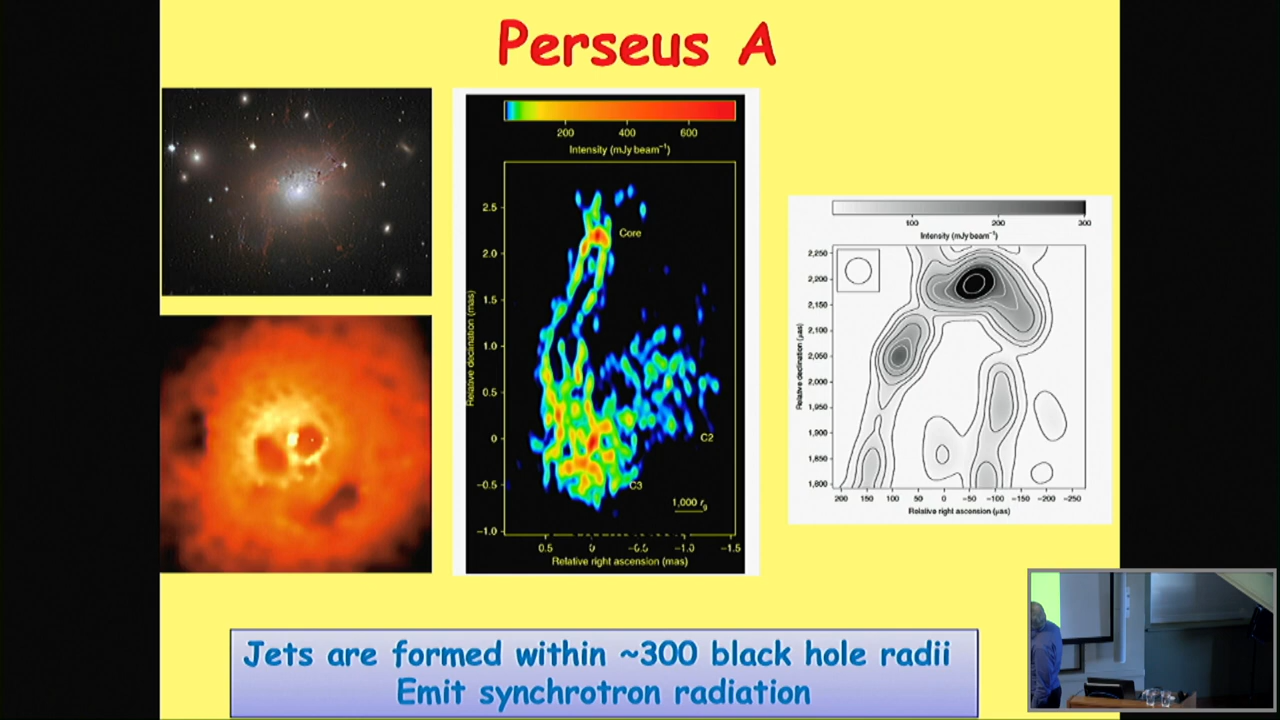 Perseus A
200 400 600
Intensity (mJy beam⁻¹)
2.5
Core
2.0
1.5
1.0
0.5
0
C2
−0.5
C3
1,000 rg
−1.0
0.5 0 −0.5 −1.0 −1.5
Relative right ascension (mas)
Relative declination (mas)
100 200 300
Intensity (mJy beam⁻¹)
2,250
2,200
2,150
2,100
2,050
2,000
1,950
1,900
1,850
1,800
200 150 100 50 0 −50 −100 −150 −200 −250
Relative right ascension (μas)
Relative declination (μas)
Jets are formed within ~300 black hole radii
Emit synchrotron radiation